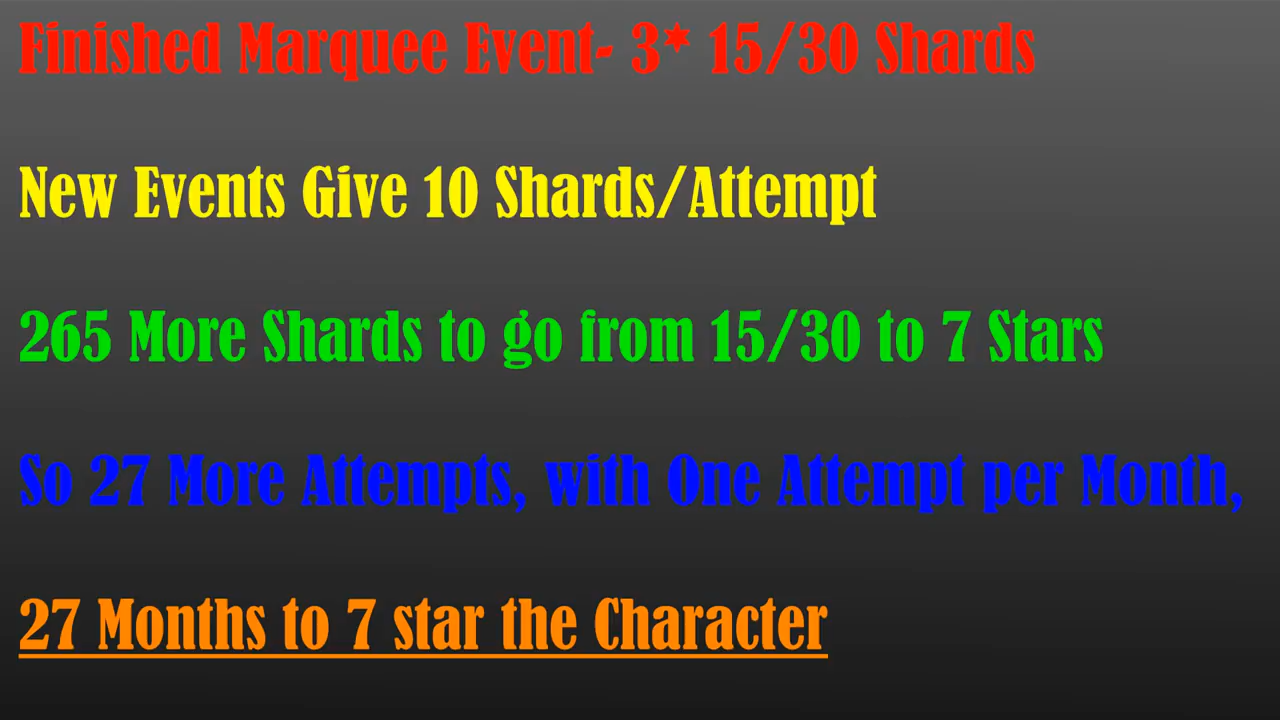 Finished Marquee Event- 3* 15/30 Shards
New Events Give 10 Shards/Attempt
265 More Shards to go from 15/30 to 7 Stars
So 27 More Attempts, with One Attempt per Month,
27 Months to 7 star the Character